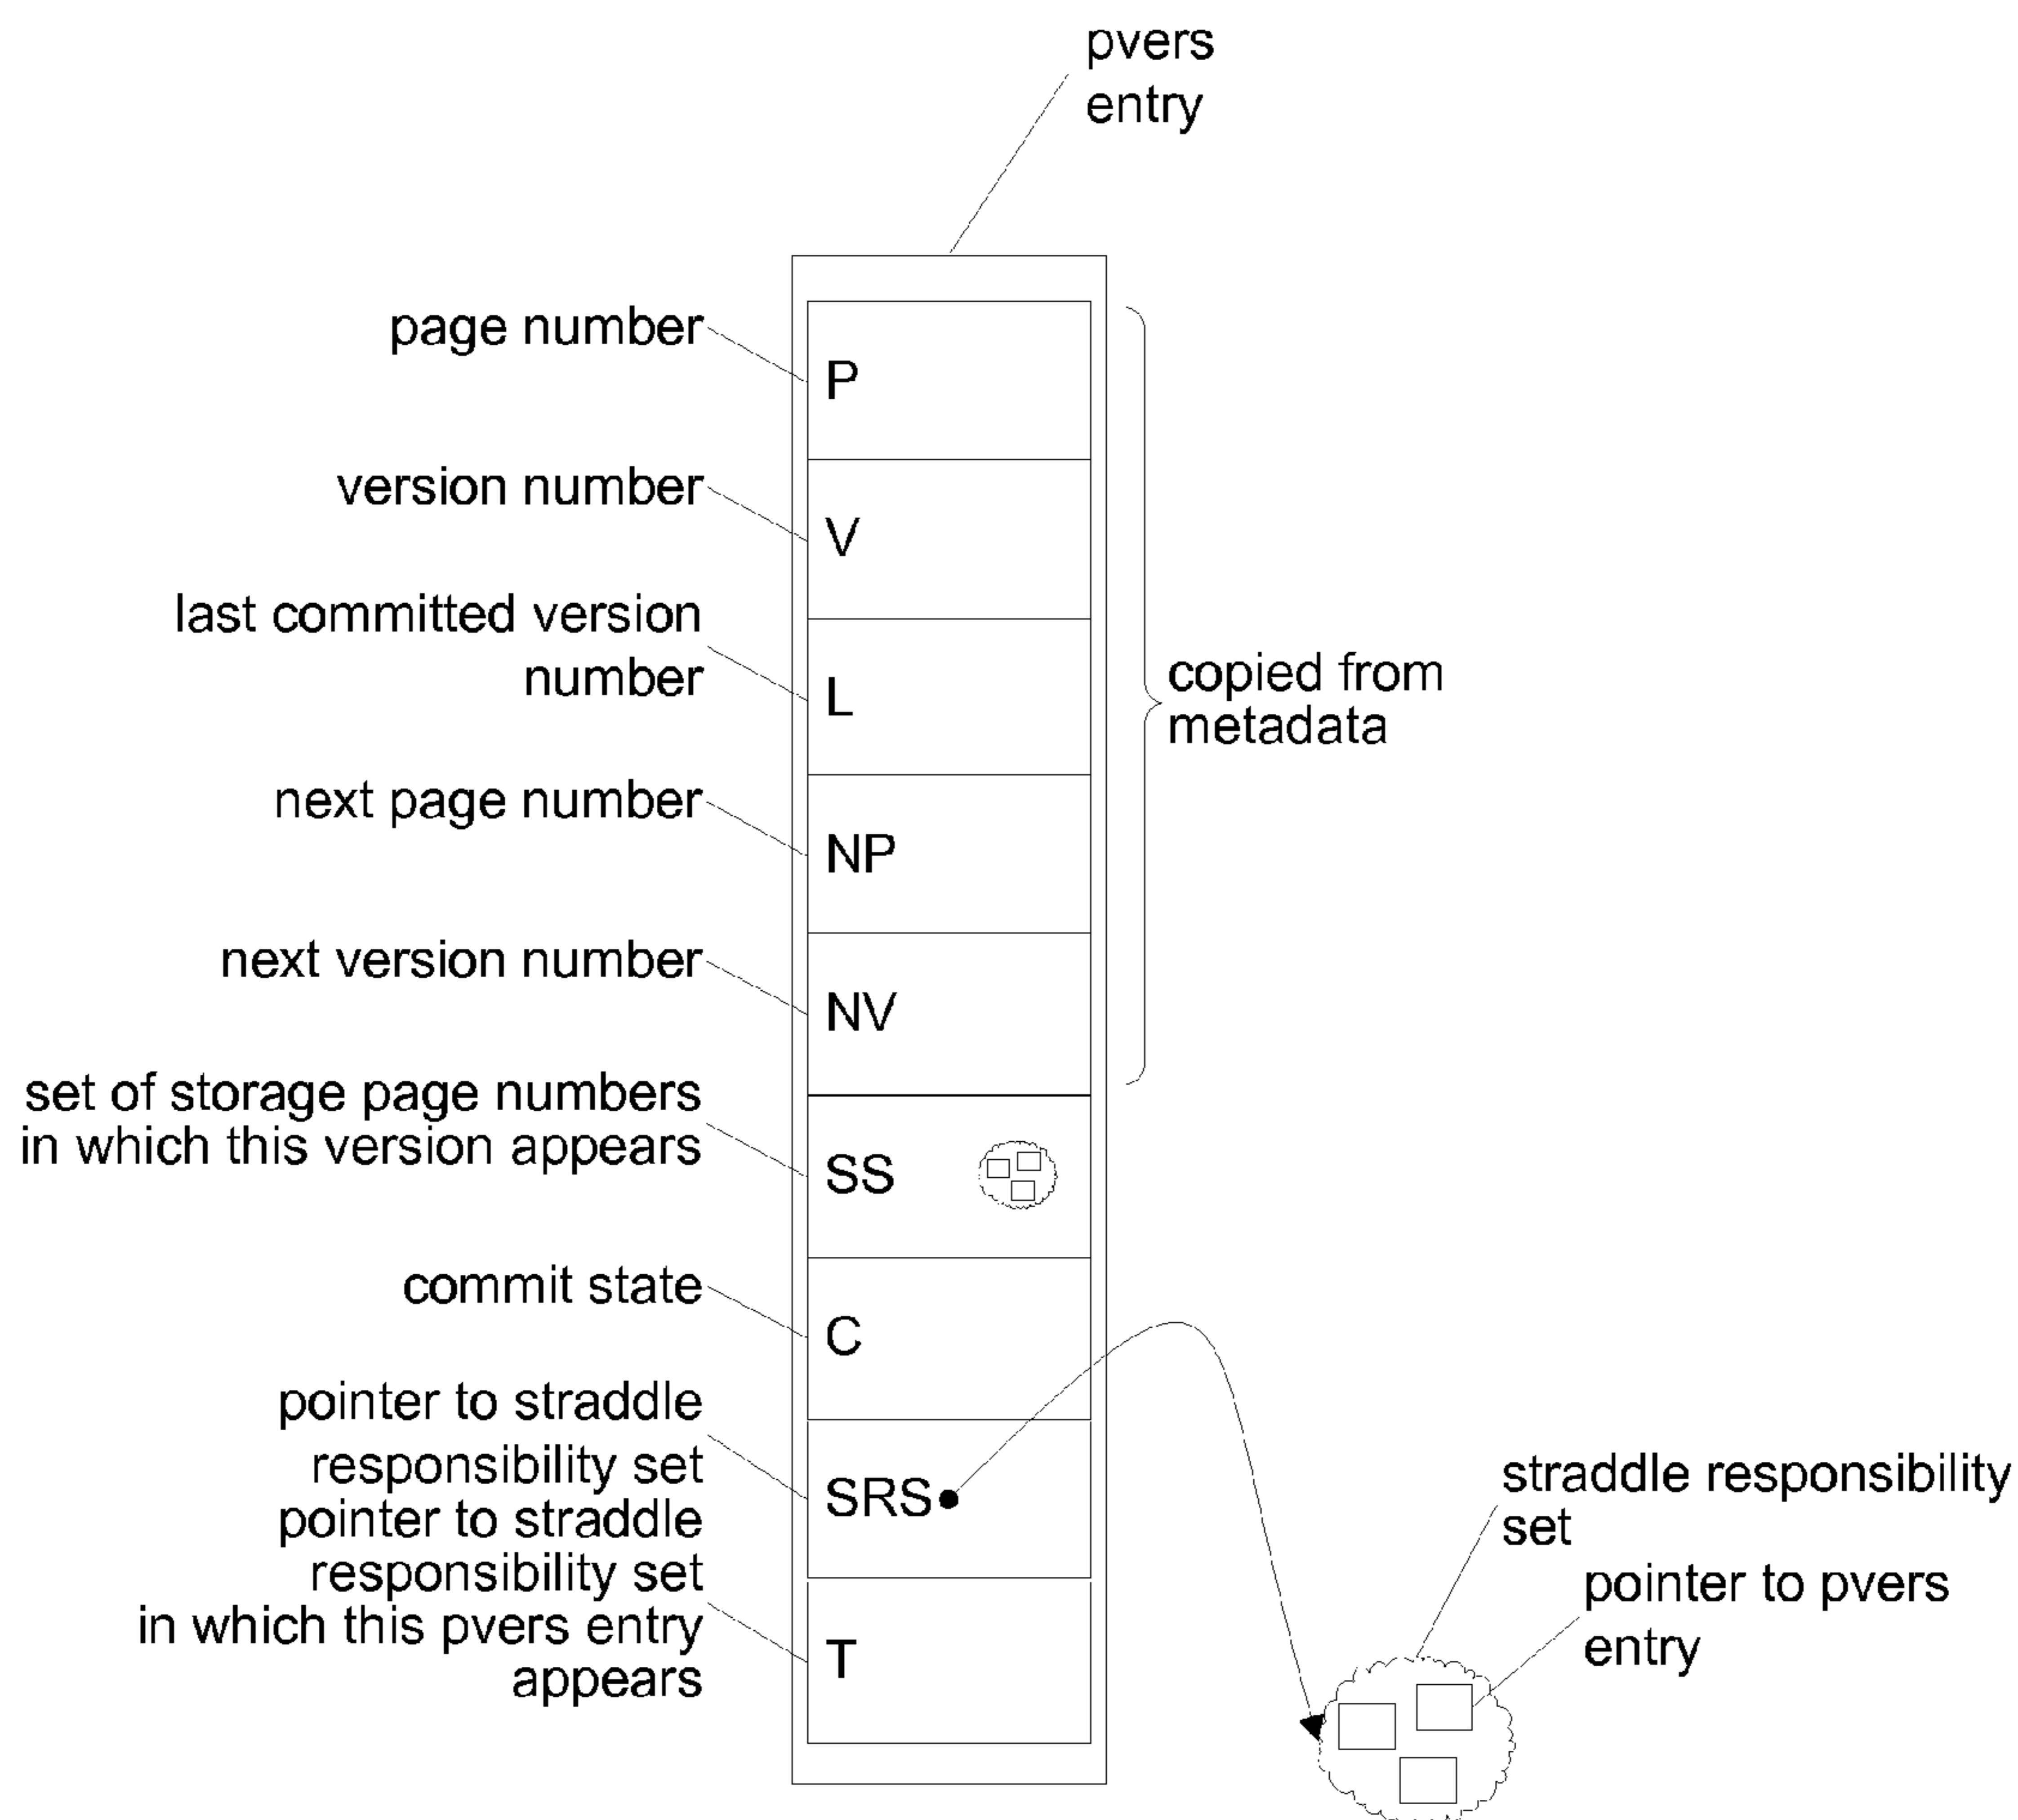 pvers
entry
page number
P
version number
V
last committed version
number
L
copied from
metadata
next page number
NP
next version number
NV
set of storage page numbers
in which this version appears
SS
commit state
C
pointer to straddle
responsibility set
SRS
pointer to straddle
responsibility set
in which this pvers entry
appears
T
straddle responsibility
set
pointer to pvers
entry